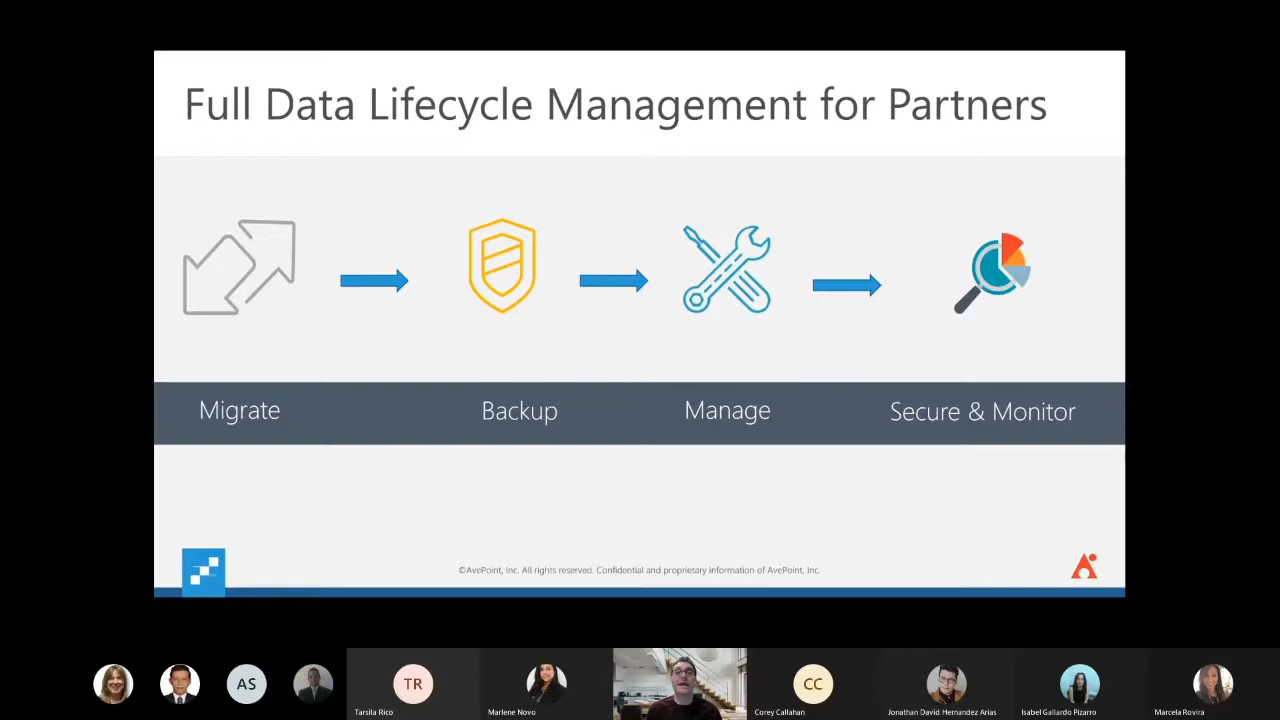 Full Data Lifecycle Management for Partners
Migrate
Backup
Manage
Secure & Monitor
©AvePoint, Inc. All rights reserved. Confidential and proprietary information of AvePoint, Inc.
AS
TR
CC
Tarsila Rico
Marlene Novo
Corey Callahan
Jonathan David Hernandez Arias
Isabel Gallardo Pizarro
Marcela Rovira